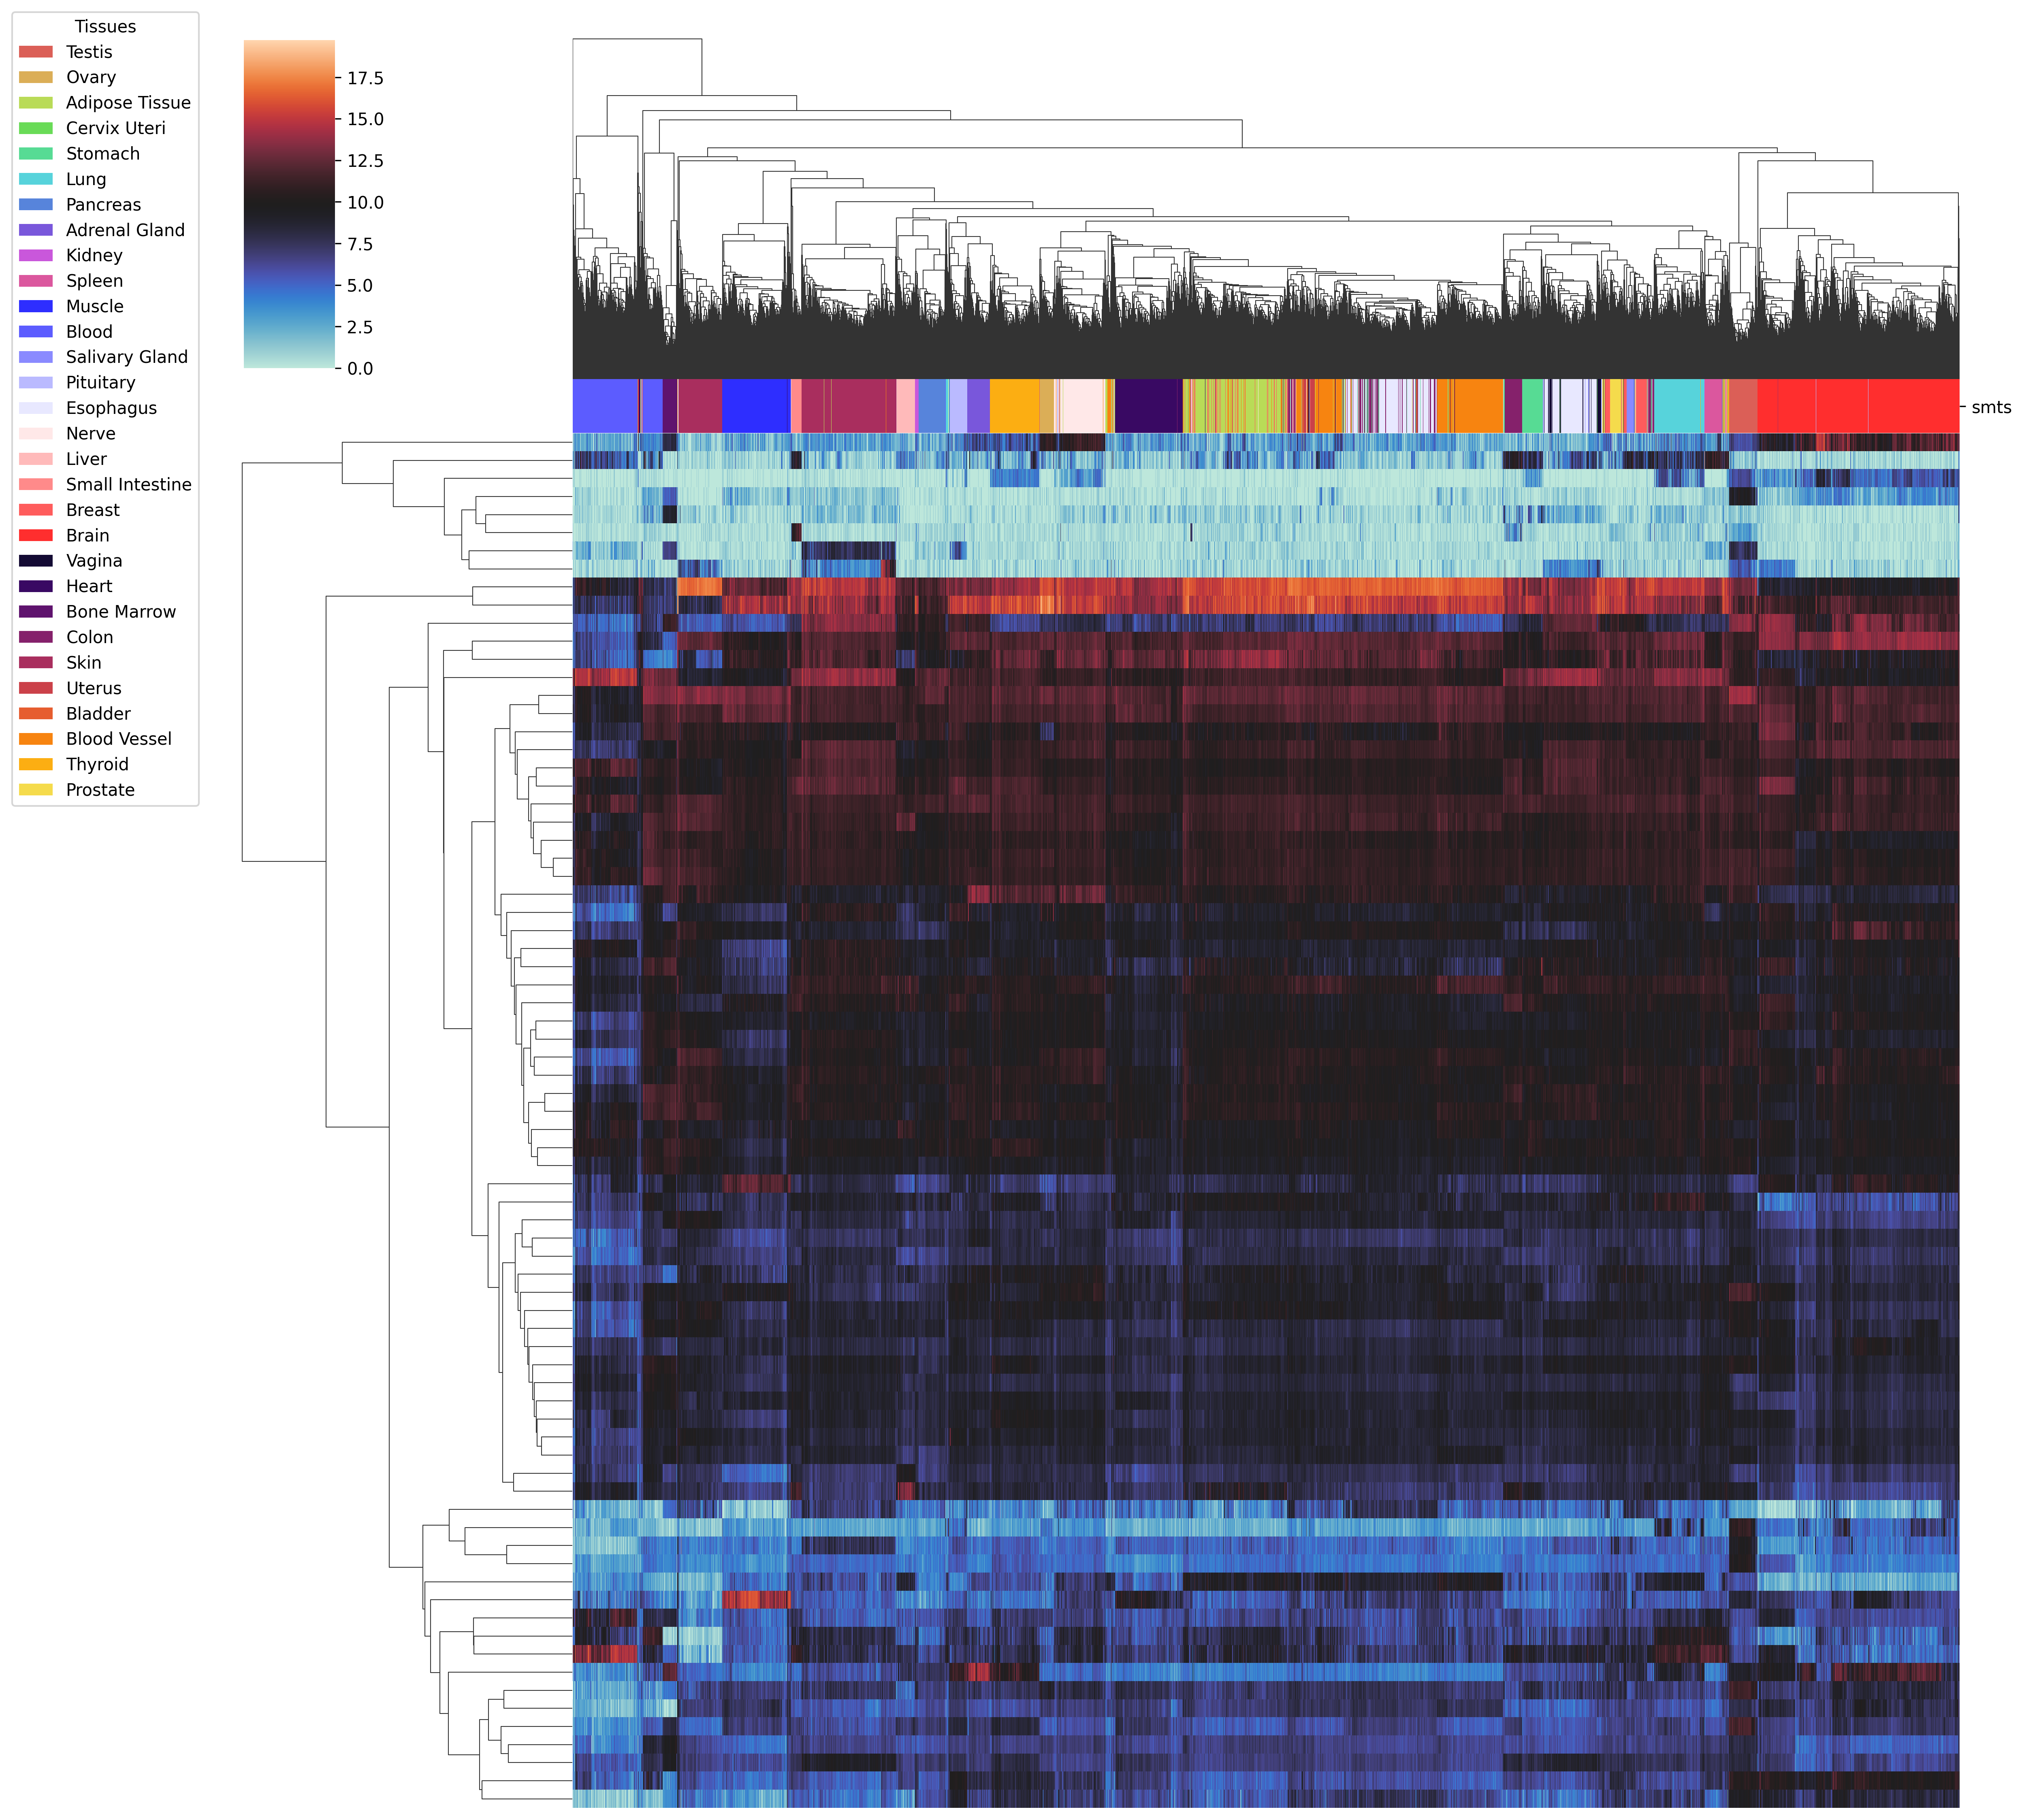 Tissues
Testis
Ovary
Adipose Tissue
Cervix Uteri
Stomach
Lung
Pancreas
Adrenal Gland
Kidney
Spleen
Muscle
Blood
Salivary Gland
Pituitary
Esophagus
Nerve
Liver
Small Intestine
Breast
Brain
Vagina
Heart
Bone Marrow
Colon
Skin
Uterus
Bladder
Blood Vessel
Thyroid
Prostate
17.5
15.0
12.5
10.0
7.5
5.0
2.5
0.0
smts